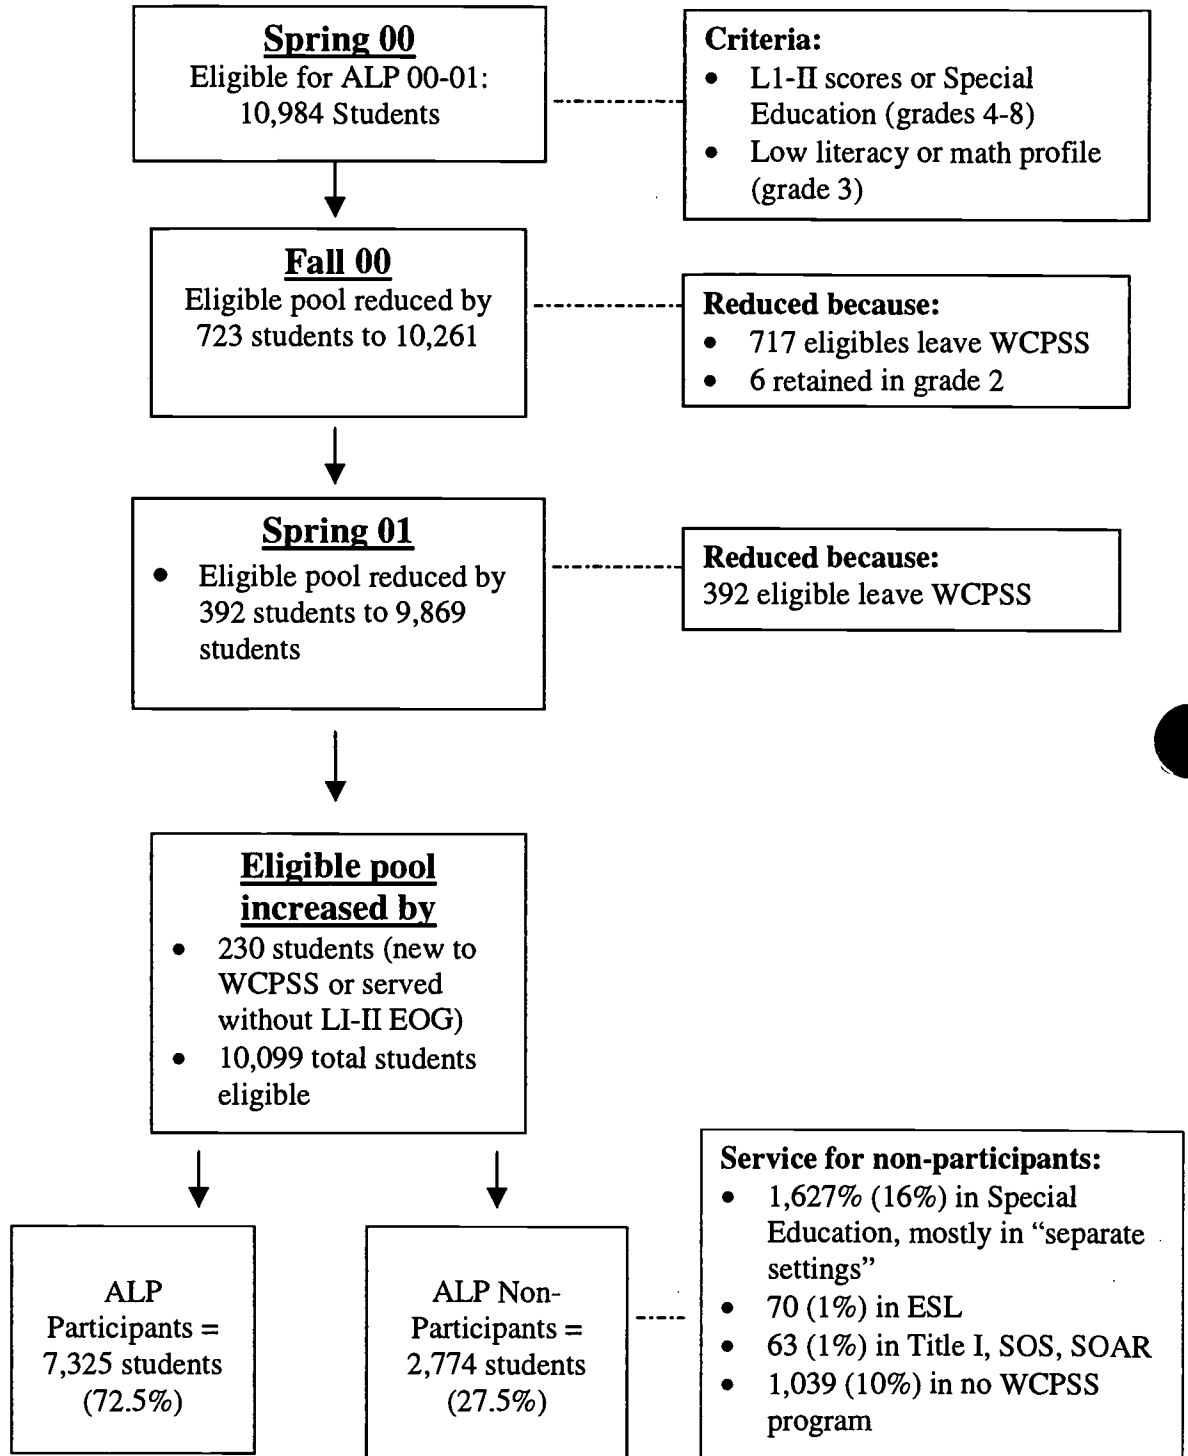 Spring 00
Eligible for ALP 00-01:
10,984 Students
Criteria:
• L1-II scores or Special
Education (grades 4-8)
• Low literacy or math profile
(grade 3)
Fall 00
Eligible pool reduced by
723 students to 10,261
Reduced because:
• 717 eligibles leave WCPSS
• 6 retained in grade 2
Spring 01
• Eligible pool reduced by
392 students to 9,869
students
Reduced because:
392 eligible leave WCPSS
Eligible pool
increased by
• 230 students (new to
WCPSS or served
without LI-II EOG)
• 10,099 total students
eligible
ALP
Participants =
7,325 students
(72.5%)
ALP Non-
Participants =
2,774 students
(27.5%)
Service for non-participants:
• 1,627% (16%) in Special
Education, mostly in “separate
settings”
• 70 (1%) in ESL
• 63 (1%) in Title I, SOS, SOAR
• 1,039 (10%) in no WCPSS
program